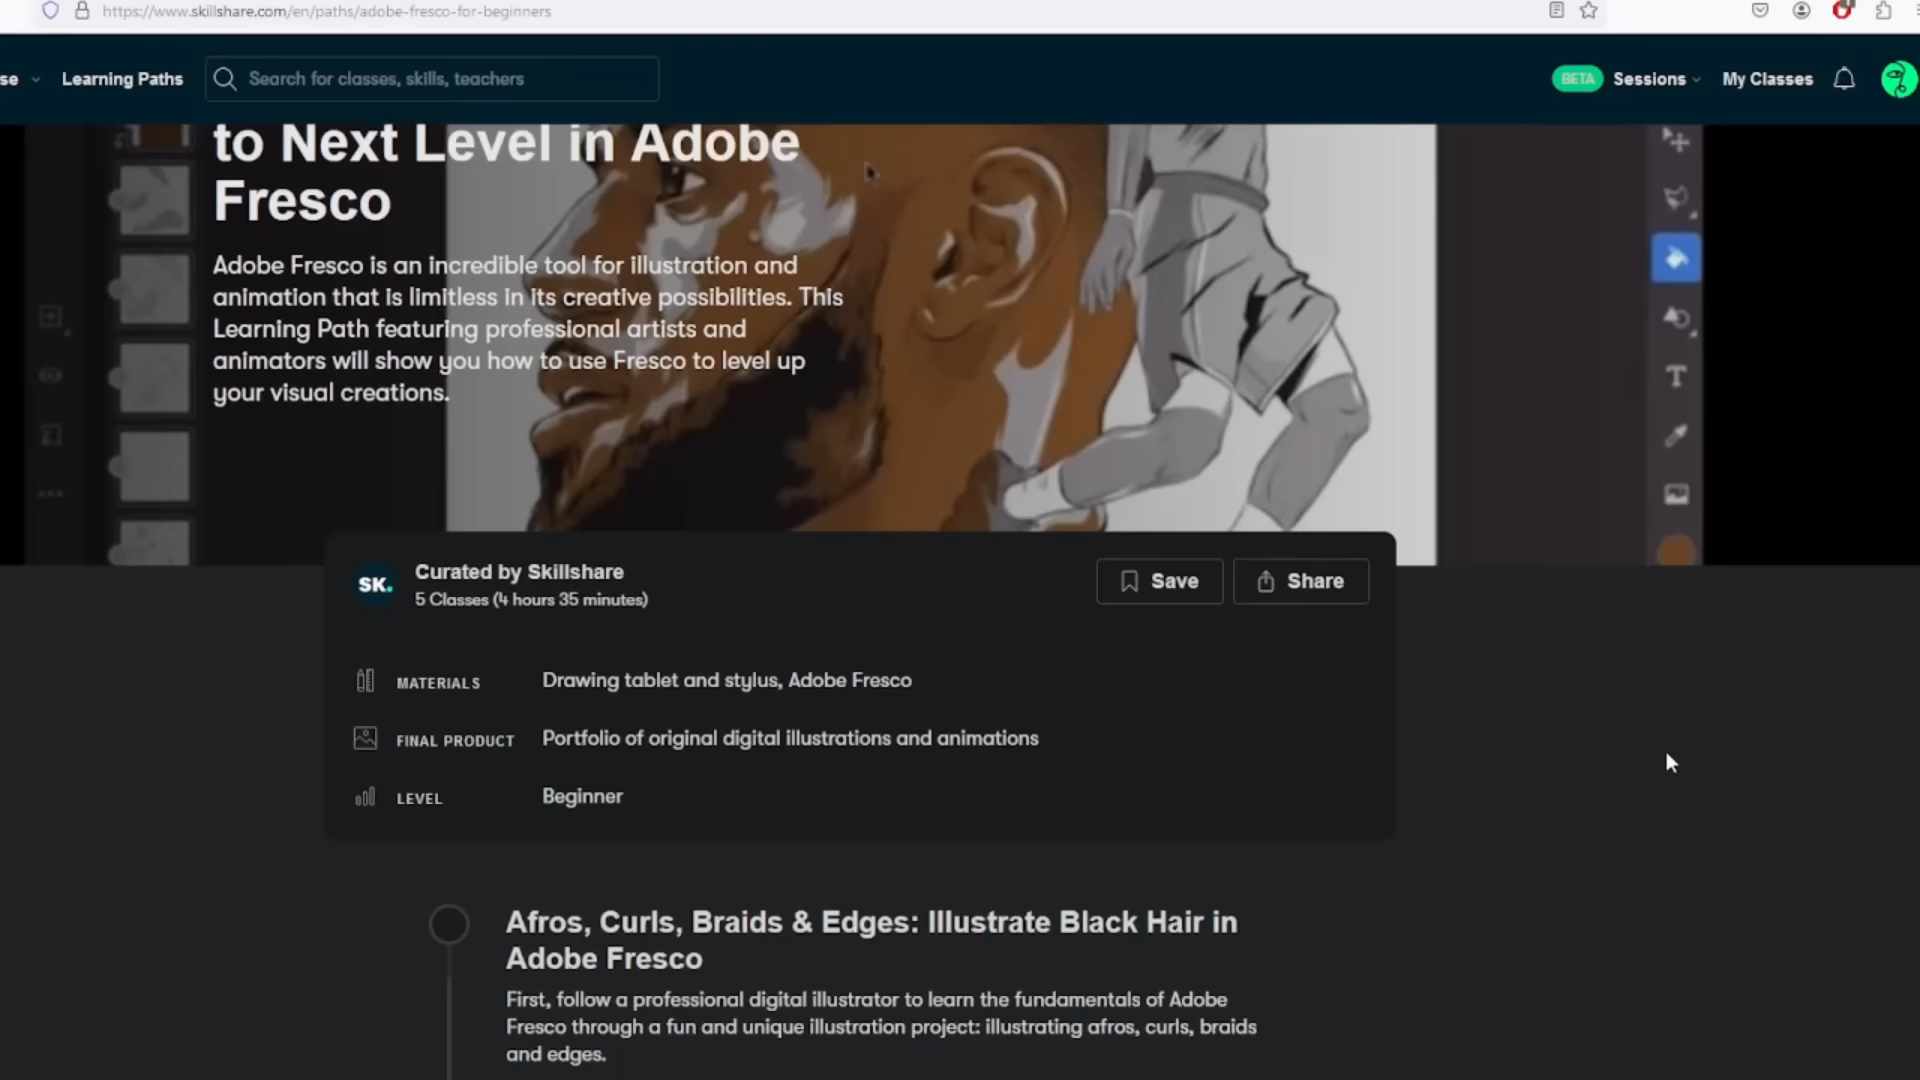 https://www.skillshare.com/en/paths/adobe-fresco-for-beginners
se
Learning Paths
Search for classes, skills, teachers
BETA
Sessions
My Classes
to Next Level in Adobe
Fresco
Adobe Fresco is an incredible tool for illustration and
animation that is limitless in its creative possibilities. This
Learning Path featuring professional artists and
animators will show you how to use Fresco to level up
your visual creations.
SK.
Curated by Skillshare
5 Classes (4 hours 35 minutes)
Save
Share
MATERIALS
Drawing tablet and stylus, Adobe Fresco
FINAL PRODUCT
Portfolio of original digital illustrations and animations
LEVEL
Beginner
Afros, Curls, Braids & Edges: Illustrate Black Hair in
Adobe Fresco
First, follow a professional digital illustrator to learn the fundamentals of Adobe
Fresco through a fun and unique illustration project: illustrating afros, curls, braids
and edges.